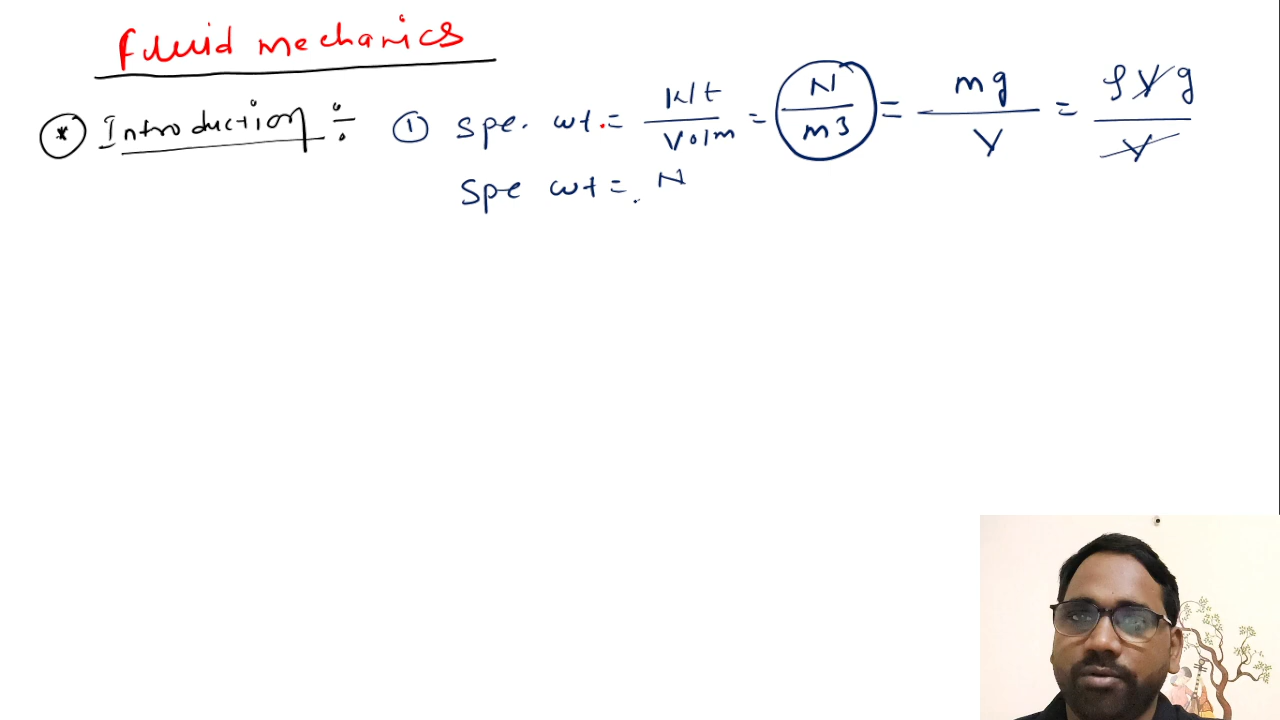 Fluid mechanics
* Introduction ÷ ① Spe. wt. = wt / Volm = N / m3 = mg / V = ρVg / V
Spe wt = N